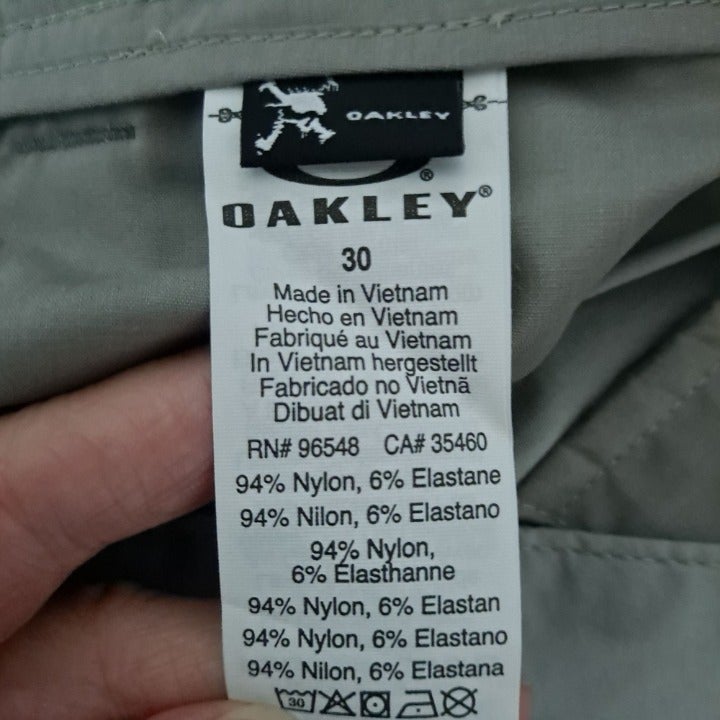 OAKLEY
®
OAKLEY®
30
Made in Vietnam
Hecho en Vietnam
Fabriqué au Vietnam
In Vietnam hergestellt
Fabricado no Vietnã
Dibuat di Vietnam
RN# 96548 CA# 35460
94% Nylon, 6% Elastane
94% Nilon, 6% Elastano
94% Nylon,
6% Élasthanne
94% Nylon, 6% Elastan
94% Nylon, 6% Elastano
94% Nilon, 6% Elastana
30